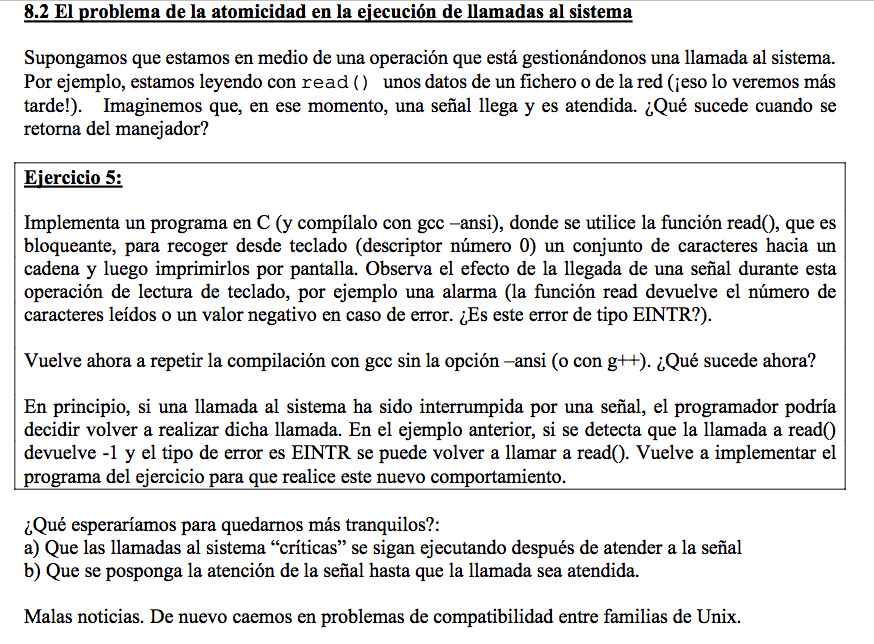 8.2 El problema de la atomicidad en la ejecución de llamadas al sistema
Supongamos que estamos en medio de una operación que está gestionándonos una llamada al sistema.
Por ejemplo, estamos leyendo con read() unos datos de un fichero o de la red (¡eso lo veremos más
tarde!). Imaginemos que, en ese momento, una señal llega y es atendida. ¿Qué sucede cuando se
retorna del manejador?
Ejercicio 5:
Implementa un programa en C (y compílalo con gcc –ansi), donde se utilice la función read(), que es
bloqueante, para recoger desde teclado (descriptor número 0) un conjunto de caracteres hacia un
cadena y luego imprimirlos por pantalla. Observa el efecto de la llegada de una señal durante esta
operación de lectura de teclado, por ejemplo una alarma (la función read devuelve el número de
caracteres leídos o un valor negativo en caso de error. ¿Es este error de tipo EINTR?).
Vuelve ahora a repetir la compilación con gcc sin la opción –ansi (o con g++). ¿Qué sucede ahora?
En principio, si una llamada al sistema ha sido interrumpida por una señal, el programador podría
decidir volver a realizar dicha llamada. En el ejemplo anterior, si se detecta que la llamada a read()
devuelve -1 y el tipo de error es EINTR se puede volver a llamar a read(). Vuelve a implementar el
programa del ejercicio para que realice este nuevo comportamiento.
¿Qué esperaríamos para quedarnos más tranquilos?:
a) Que las llamadas al sistema “críticas” se sigan ejecutando después de atender a la señal
b) Que se posponga la atención de la señal hasta que la llamada sea atendida.
Malas noticias. De nuevo caemos en problemas de compatibilidad entre familias de Unix.